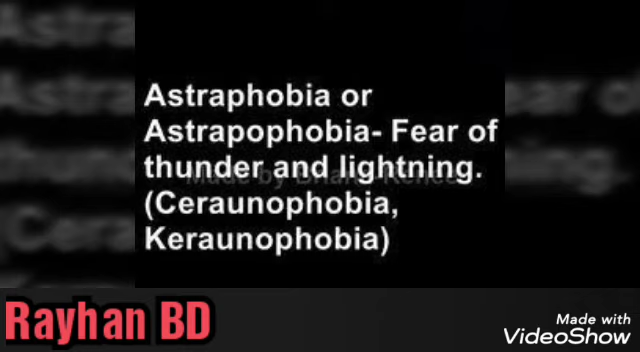 Astraphobia or
Astrapophobia- Fear of
thunder and lightning.
(Ceraunophobia,
Keraunophobia)
Rayhan BD
Made with
VideoShow